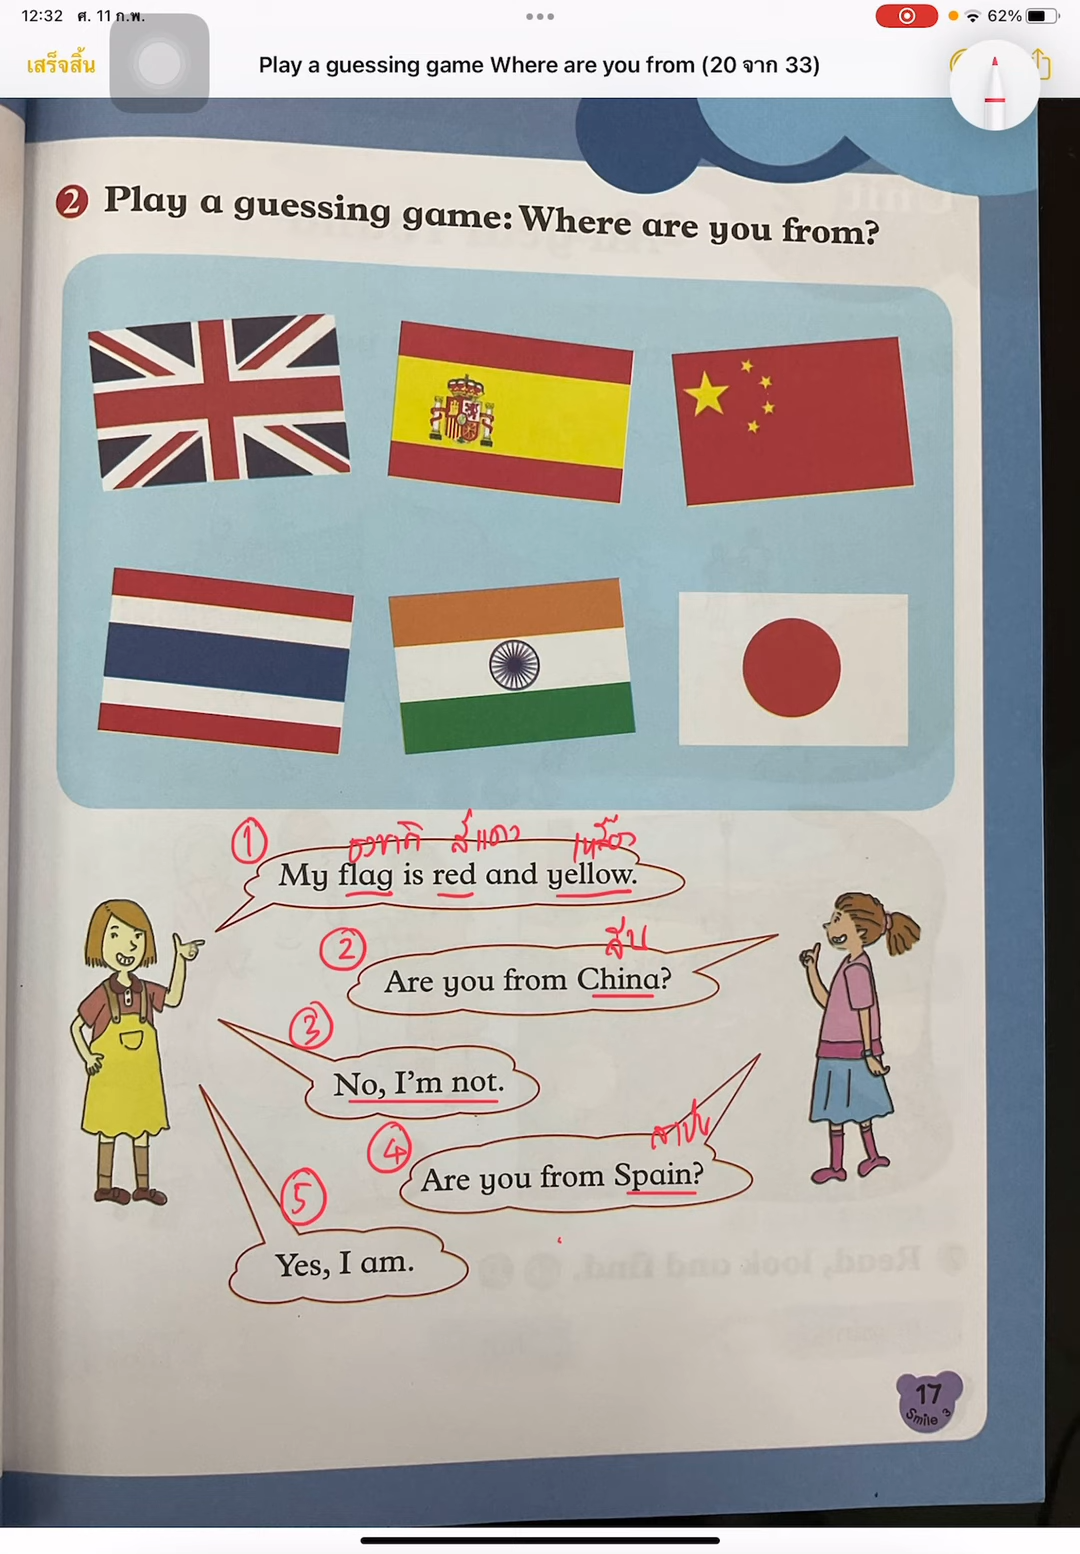 12:32 ศ. 11 ก.พ.
62%
เสร็จสิ้น
Play a guessing game Where are you from (20 จาก 33)
2 Play a guessing game: Where are you from?
1
ธงชาติ สีแดง เหลือง
My flag is red and yellow.
2
จีน
Are you from China?
3
No, I'm not.
4
สเปน
Are you from Spain?
5
Yes, I am.
Read, look and find.
17
Smile 3